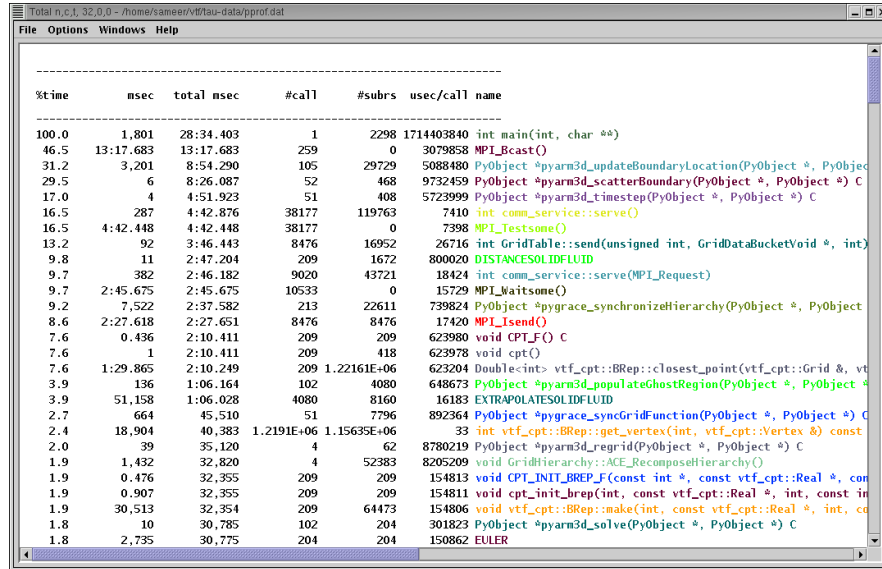 Total n,c,t, 32,0,0 - /home/sameer/vtf/tau-data/pprof.dat
File Options Windows Help
---------------------------------------------------------------
%time msec total msec #call #subrs usec/call name
---------------------------------------------------------------
100.0 1,801 28:34.403 1 2298 1714403840 int main(int, char **)
46.5 13:17.683 13:17.683 259 0 3079858 MPI_Bcast()
31.2 3,201 8:54.290 105 29729 5088480 PyObject *pyarm3d_updateBoundaryLocation(PyObject *, PyObjec
29.5 6 8:26.087 52 468 9732459 PyObject *pyarm3d_scatterBoundary(PyObject *, PyObject *) C
17.0 4 4:51.923 51 408 5723999 PyObject *pyarm3d_timestep(PyObject *, PyObject *) C
16.5 287 4:42.876 38177 119763 7410 int comm_service::serve()
16.5 4:42.448 4:42.448 38177 0 7398 MPI_Testsome()
13.2 92 3:46.443 8476 16952 26716 int GridTable::send(unsigned int, GridDataBucketVoid *, int)
9.8 11 2:47.204 209 1672 800020 DISTANCESOLIDFLUID
9.7 382 2:46.182 9020 43721 18424 int comm_service::serve(MPI_Request)
9.7 2:45.675 2:45.675 10533 0 15729 MPI_Waitsome()
9.2 7,522 2:37.582 213 22611 739824 PyObject *pygrace_synchronizeHierarchy(PyObject *, PyObject
8.6 2:27.618 2:27.651 8476 8476 17420 MPI_Isend()
7.6 0.436 2:10.411 209 209 623980 void CPT_F() C
7.6 1 2:10.411 209 418 623978 void cpt()
7.6 1:29.865 2:10.249 209 1.22161E+06 623204 Double<int> vtf_cpt::BRep::closest_point(vtf_cpt::Grid &, vt
3.9 136 1:06.164 102 4080 648673 PyObject *pyarm3d_populateGhostRegion(PyObject *, PyObject *
3.9 51,158 1:06.028 4080 8160 16183 EXTRAPOLATESOLIDFLUID
2.7 664 45,510 51 7796 892364 PyObject *pygrace_syncGridFunction(PyObject *, PyObject *) C
2.4 18,904 40,383 1.2191E+06 1.15635E+06 33 int vtf_cpt::BRep::get_vertex(int, vtf_cpt::Vertex &) const
2.0 39 35,120 4 62 8780219 PyObject *pyarm3d_regrid(PyObject *, PyObject *) C
1.9 1,432 32,820 4 52383 8205209 void GridHierarchy::ACE_RecomposeHierarchy()
1.9 0.476 32,355 209 209 154813 void CPT_INIT_BREP_F(const int *, const vtf_cpt::Real *, con
1.9 0.907 32,355 209 209 154811 void cpt_init_brep(int, const vtf_cpt::Real *, int, const in
1.9 30,513 32,354 209 64473 154806 void vtf_cpt::BRep::make(int, const vtf_cpt::Real *, int, co
1.8 10 30,785 102 204 301823 PyObject *pyarm3d_solve(PyObject *, PyObject *) C
1.8 2,735 30,775 204 204 150862 EULER